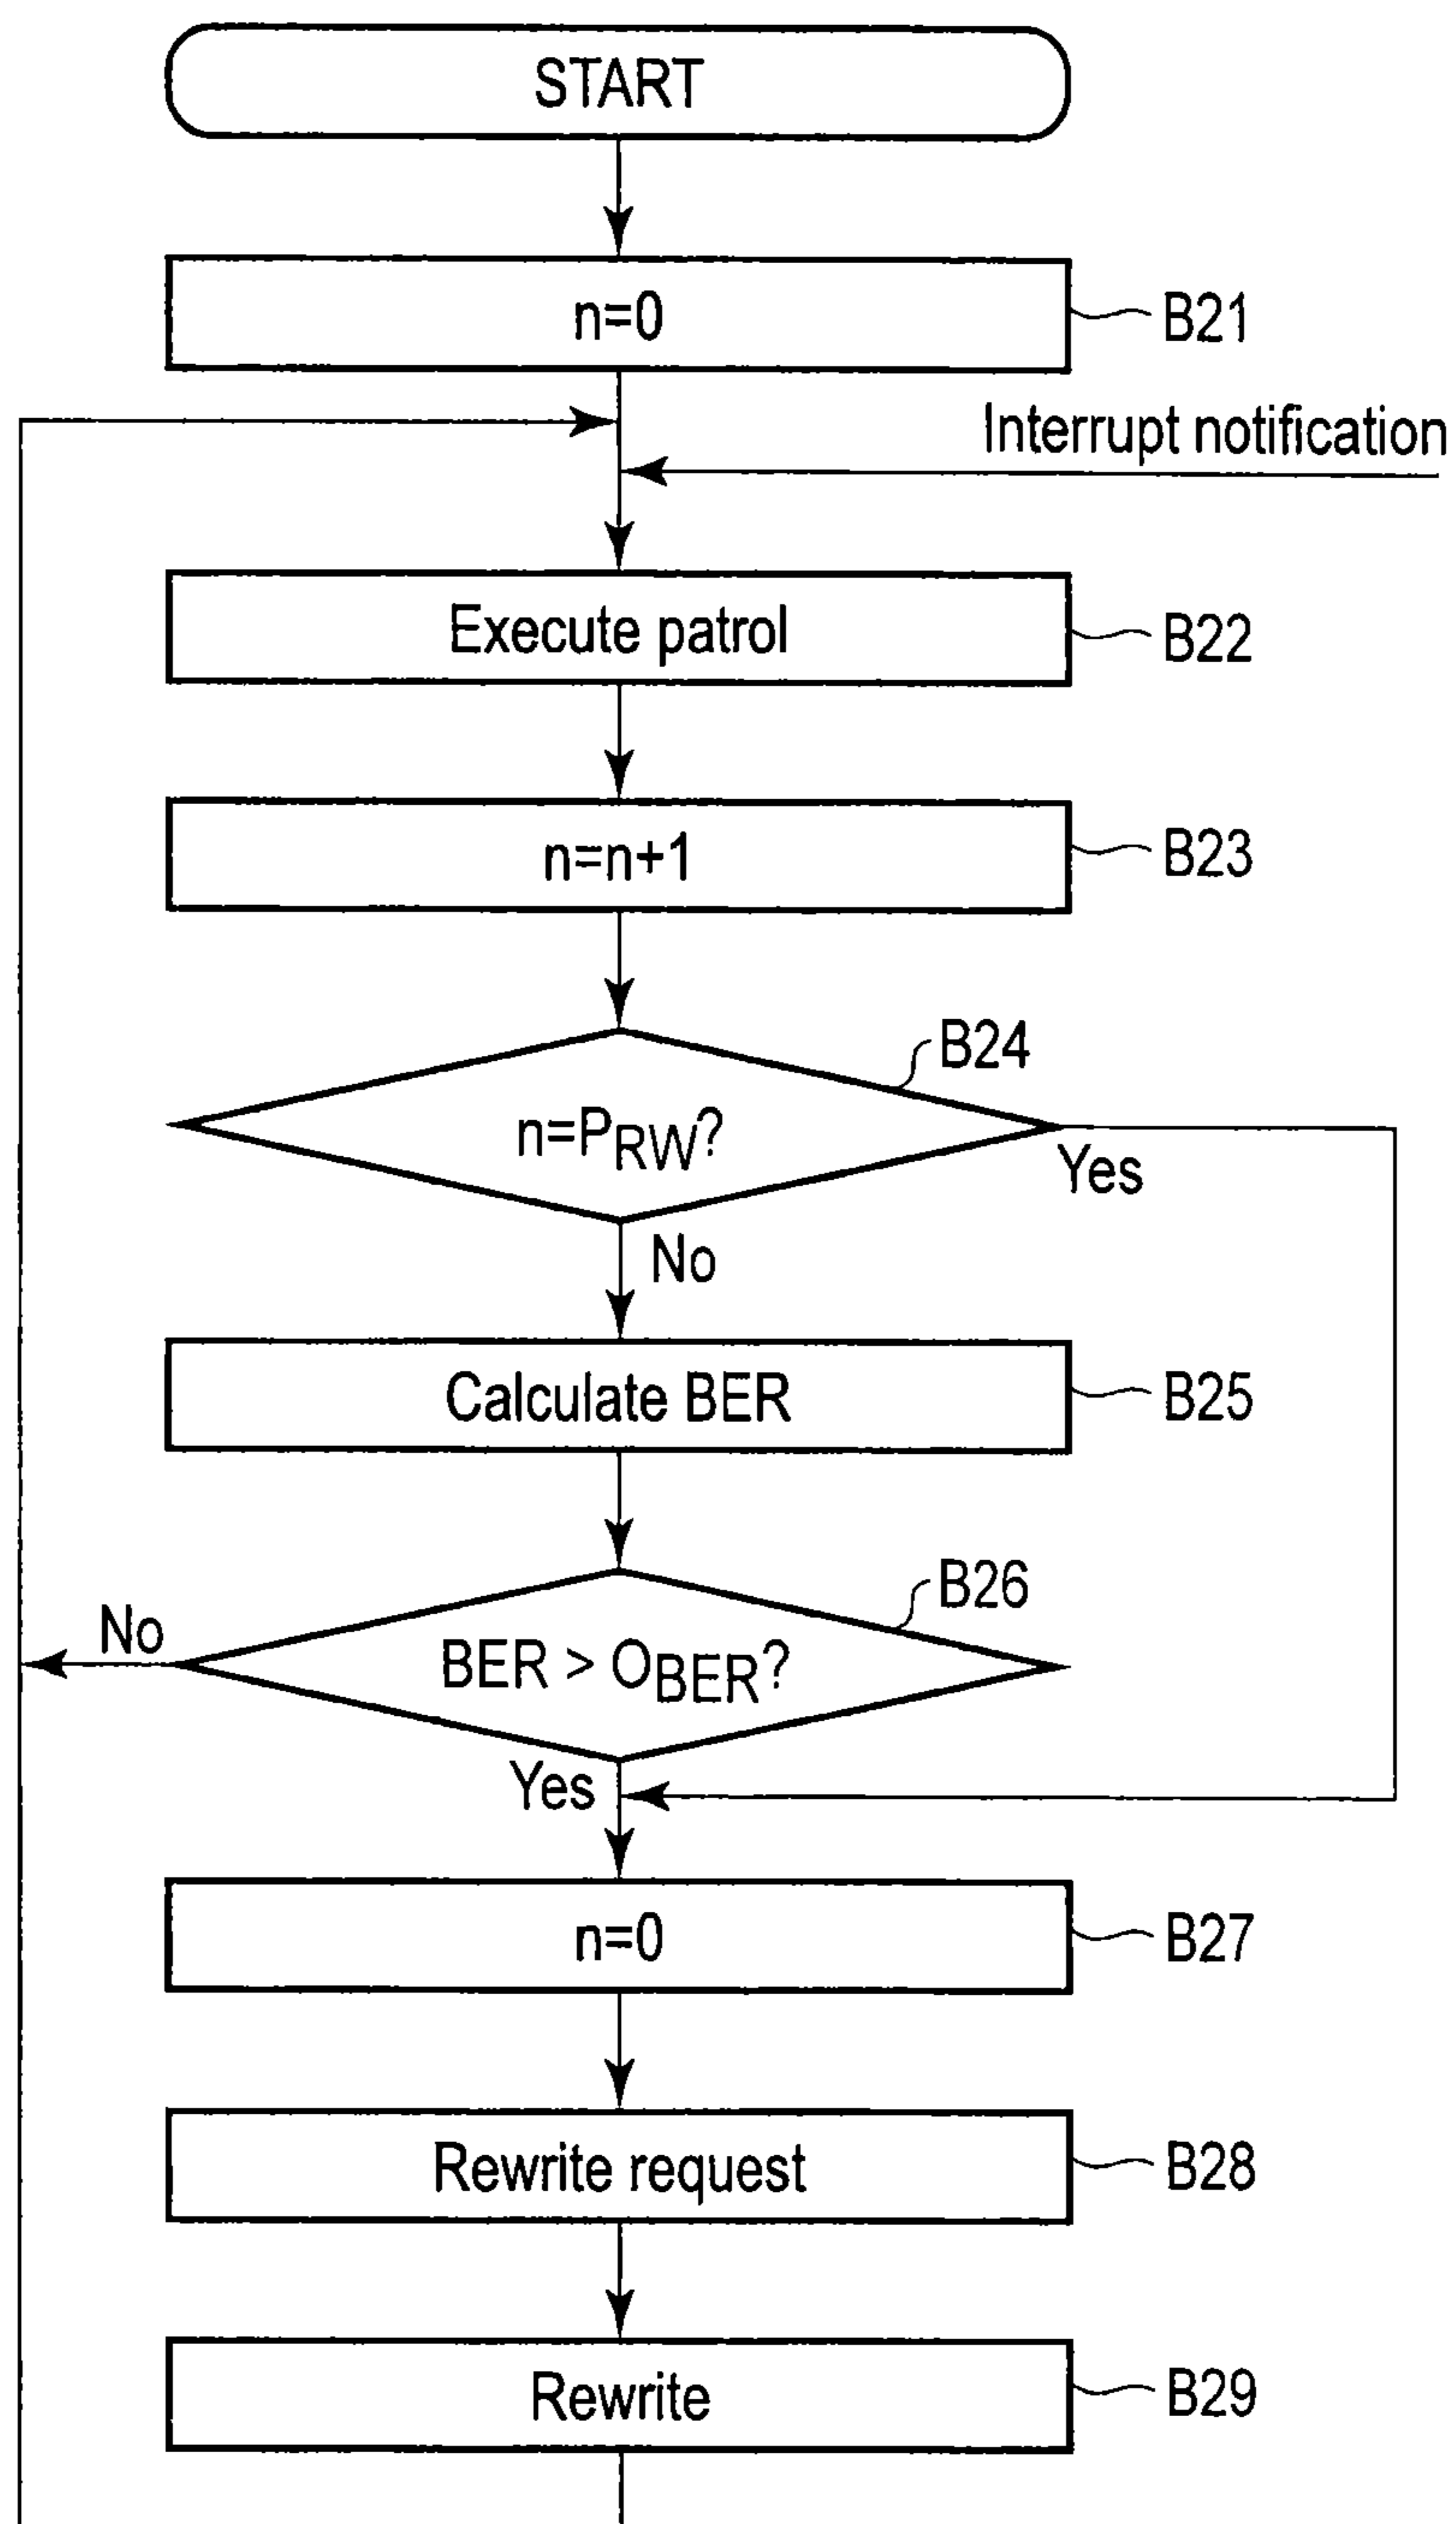 START
n=0
B21
Interrupt notification
Execute patrol
B22
n=n+1
B23
B24
n=PRW?
Yes
No
Calculate BER
B25
B26
No
BER > OBER?
Yes
n=0
B27
Rewrite request
B28
Rewrite
B29